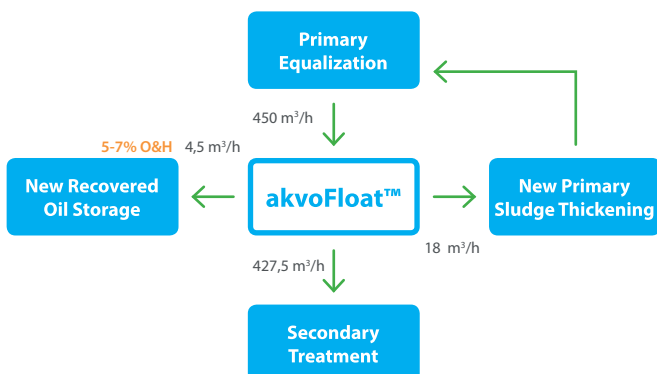 Primary
Equalization
450 m³/h
5-7% O&H 4,5 m³/h
New Recovered
Oil Storage
akvoFloat™
New Primary
Sludge Thickening
18 m³/h
427,5 m³/h
Secondary
Treatment